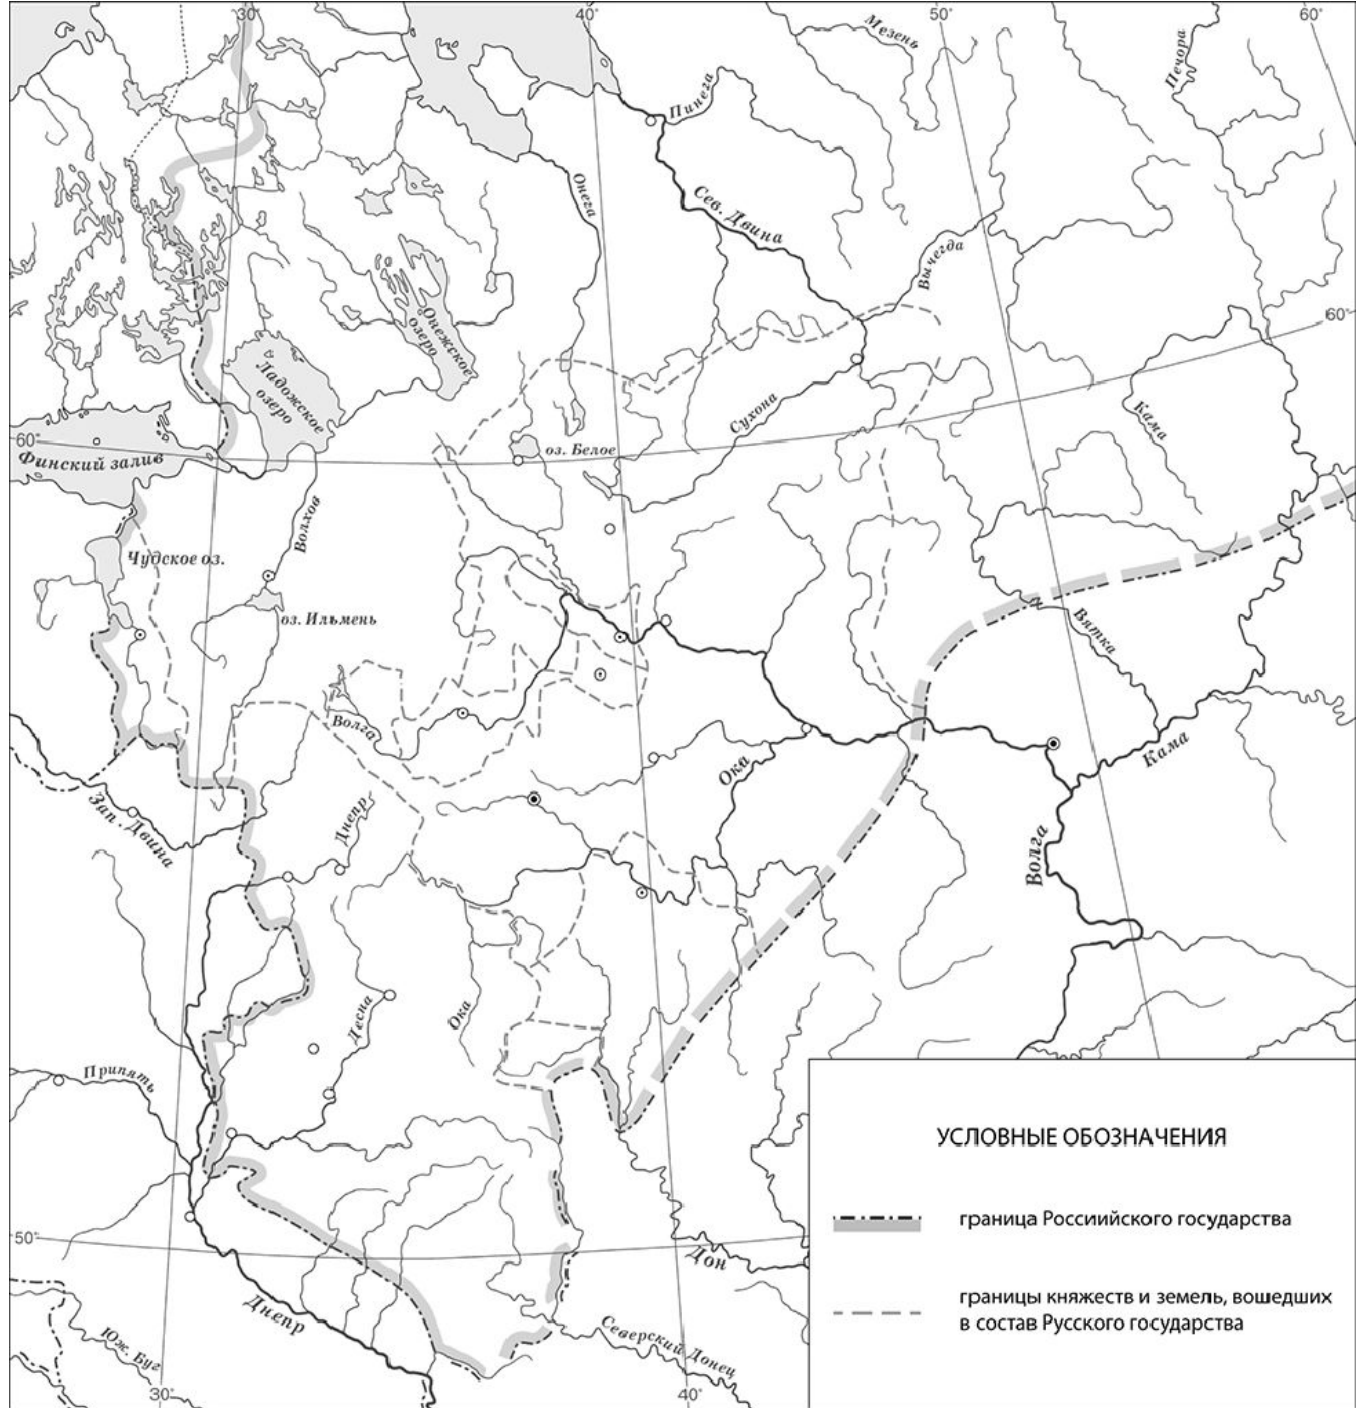 30°
40°
50°
60°
Мезень
Печора
Пинега
Онега
Сев. Двина
Вычегда
Онежское
озеро
60°
Ладожское
озеро
Сухона
Кама
60°
Финский залив
оз. Белое
Волхов
Чудское оз.
оз. Ильмень
Вятка
Волга
Ока
Кама
Зап. Двина
Днепр
Волга
Десна
Ока
Припять
УСЛОВНЫЕ ОБОЗНАЧЕНИЯ
граница Россиийского государства
50°
Дон
границы княжеств и земель, вошедших
в состав Русского государства
Днепр
Северский Донец
Юж. Буг
30°
40°